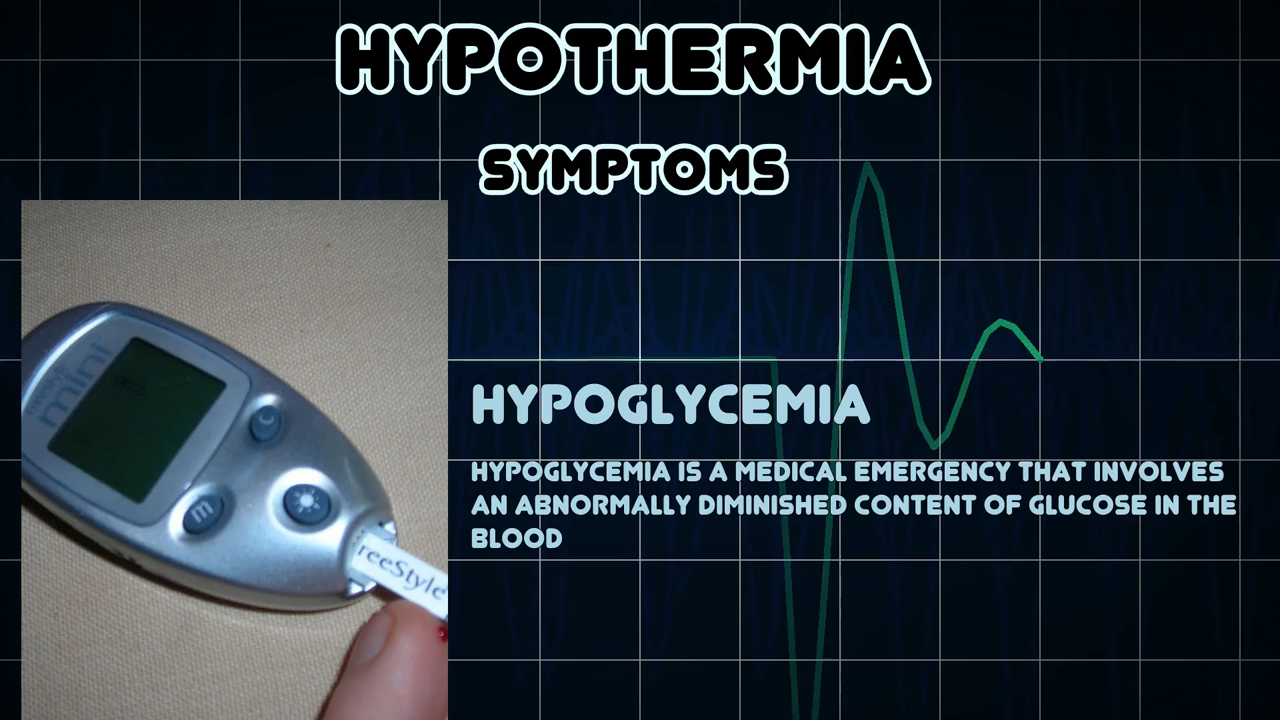 HYPOTHERMIA
SYMPTOMS
mini
m
reeStyle
HYPOGLYCEMIA
HYPOGLYCEMIA IS A MEDICAL EMERGENCY THAT INVOLVES
AN ABNORMALLY DIMINISHED CONTENT OF GLUCOSE IN THE
BLOOD